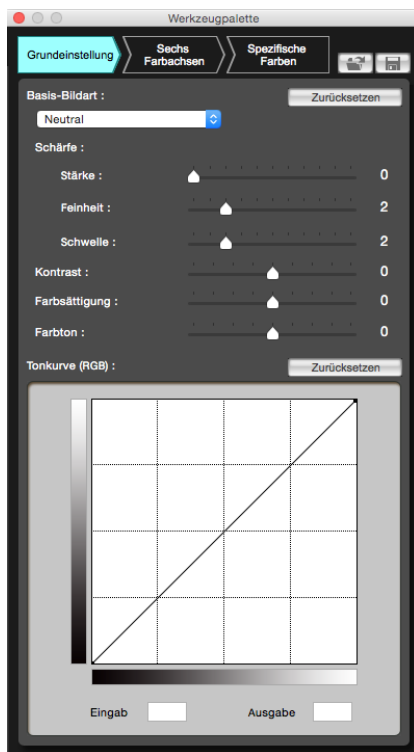 Werkzeugpalette
Grundeinstellung
Sechs
Farbachsen
Spezifische
Farben
Basis-Bildart :
Zurücksetzen
Neutral
Schärfe :
Stärke : 0
Feinheit : 2
Schwelle : 2
Kontrast : 0
Farbsättigung : 0
Farbton : 0
Tonkurve (RGB) :
Zurücksetzen
Eingab
Ausgabe